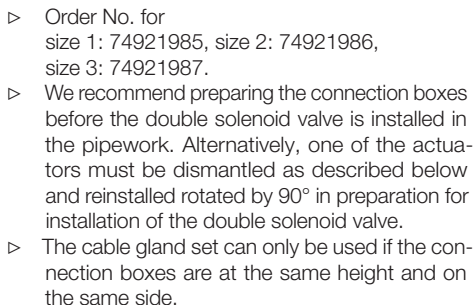 ▷ Order No. for
size 1: 74921985, size 2: 74921986,
size 3: 74921987.
▷ We recommend preparing the connection boxes
before the double solenoid valve is installed in
the pipework. Alternatively, one of the actua-
tors must be dismantled as described below
and reinstalled rotated by 90° in preparation for
installation of the double solenoid valve.
▷ The cable gland set can only be used if the con-
nection boxes are at the same height and on
the same side.